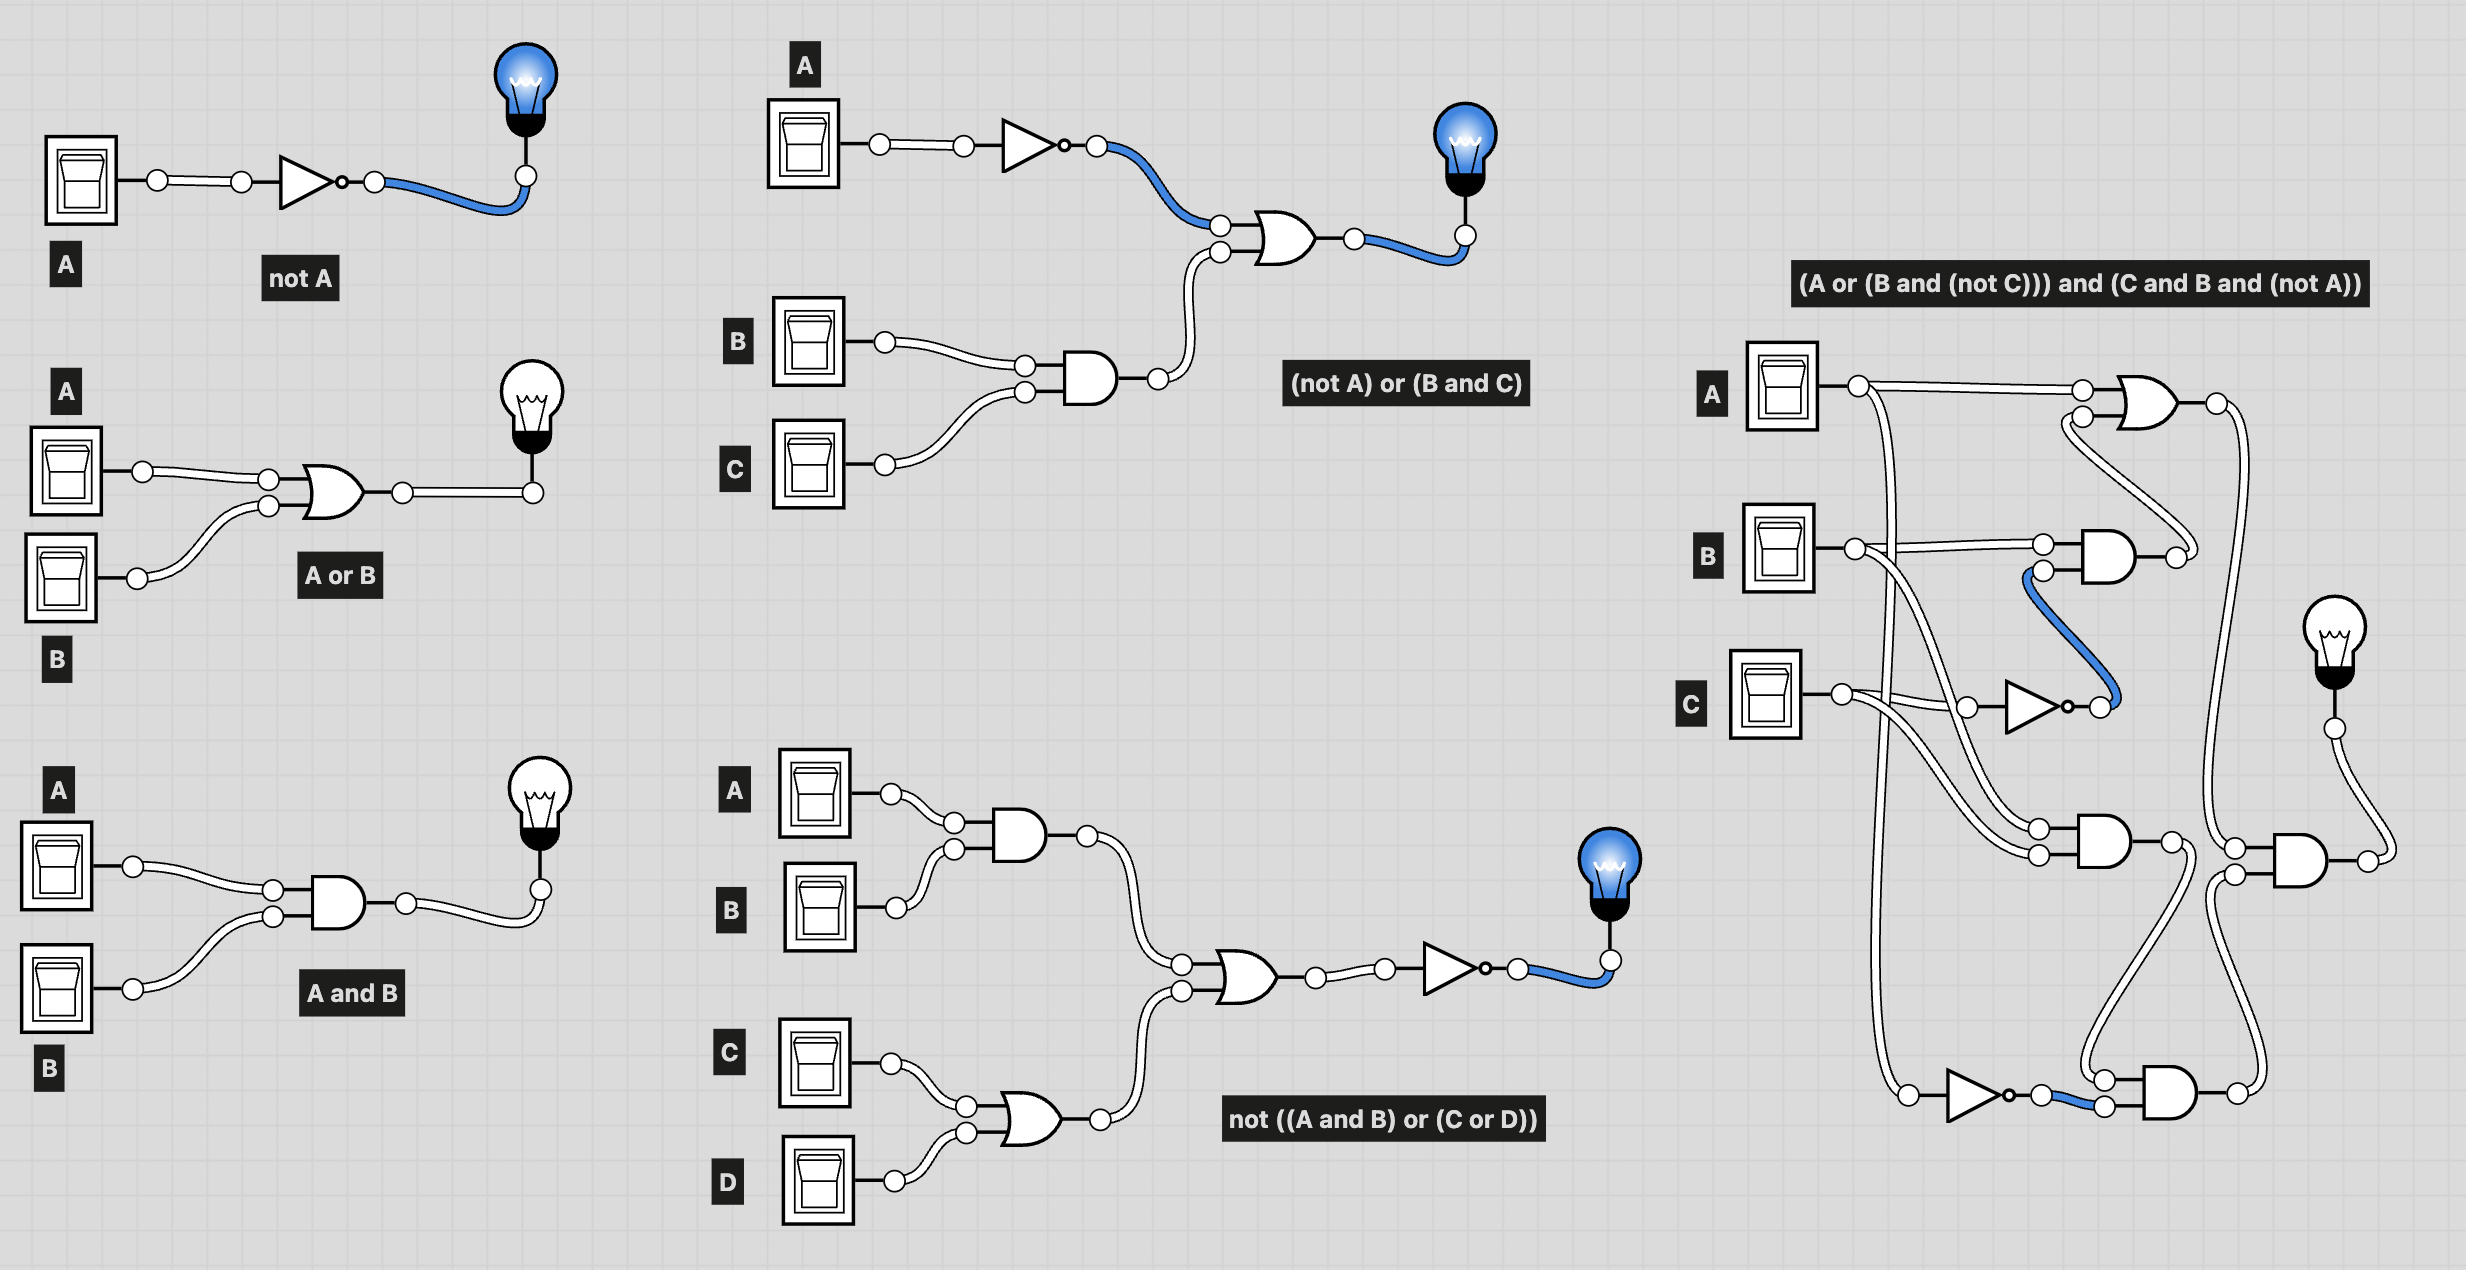 A
not A
A
B
A or B
A
B
A and B
A
B
C
(not A) or (B and C)
A
B
C
D
not ((A and B) or (C or D))
(A or (B and (not C))) and (C and B and (not A))
A
B
C